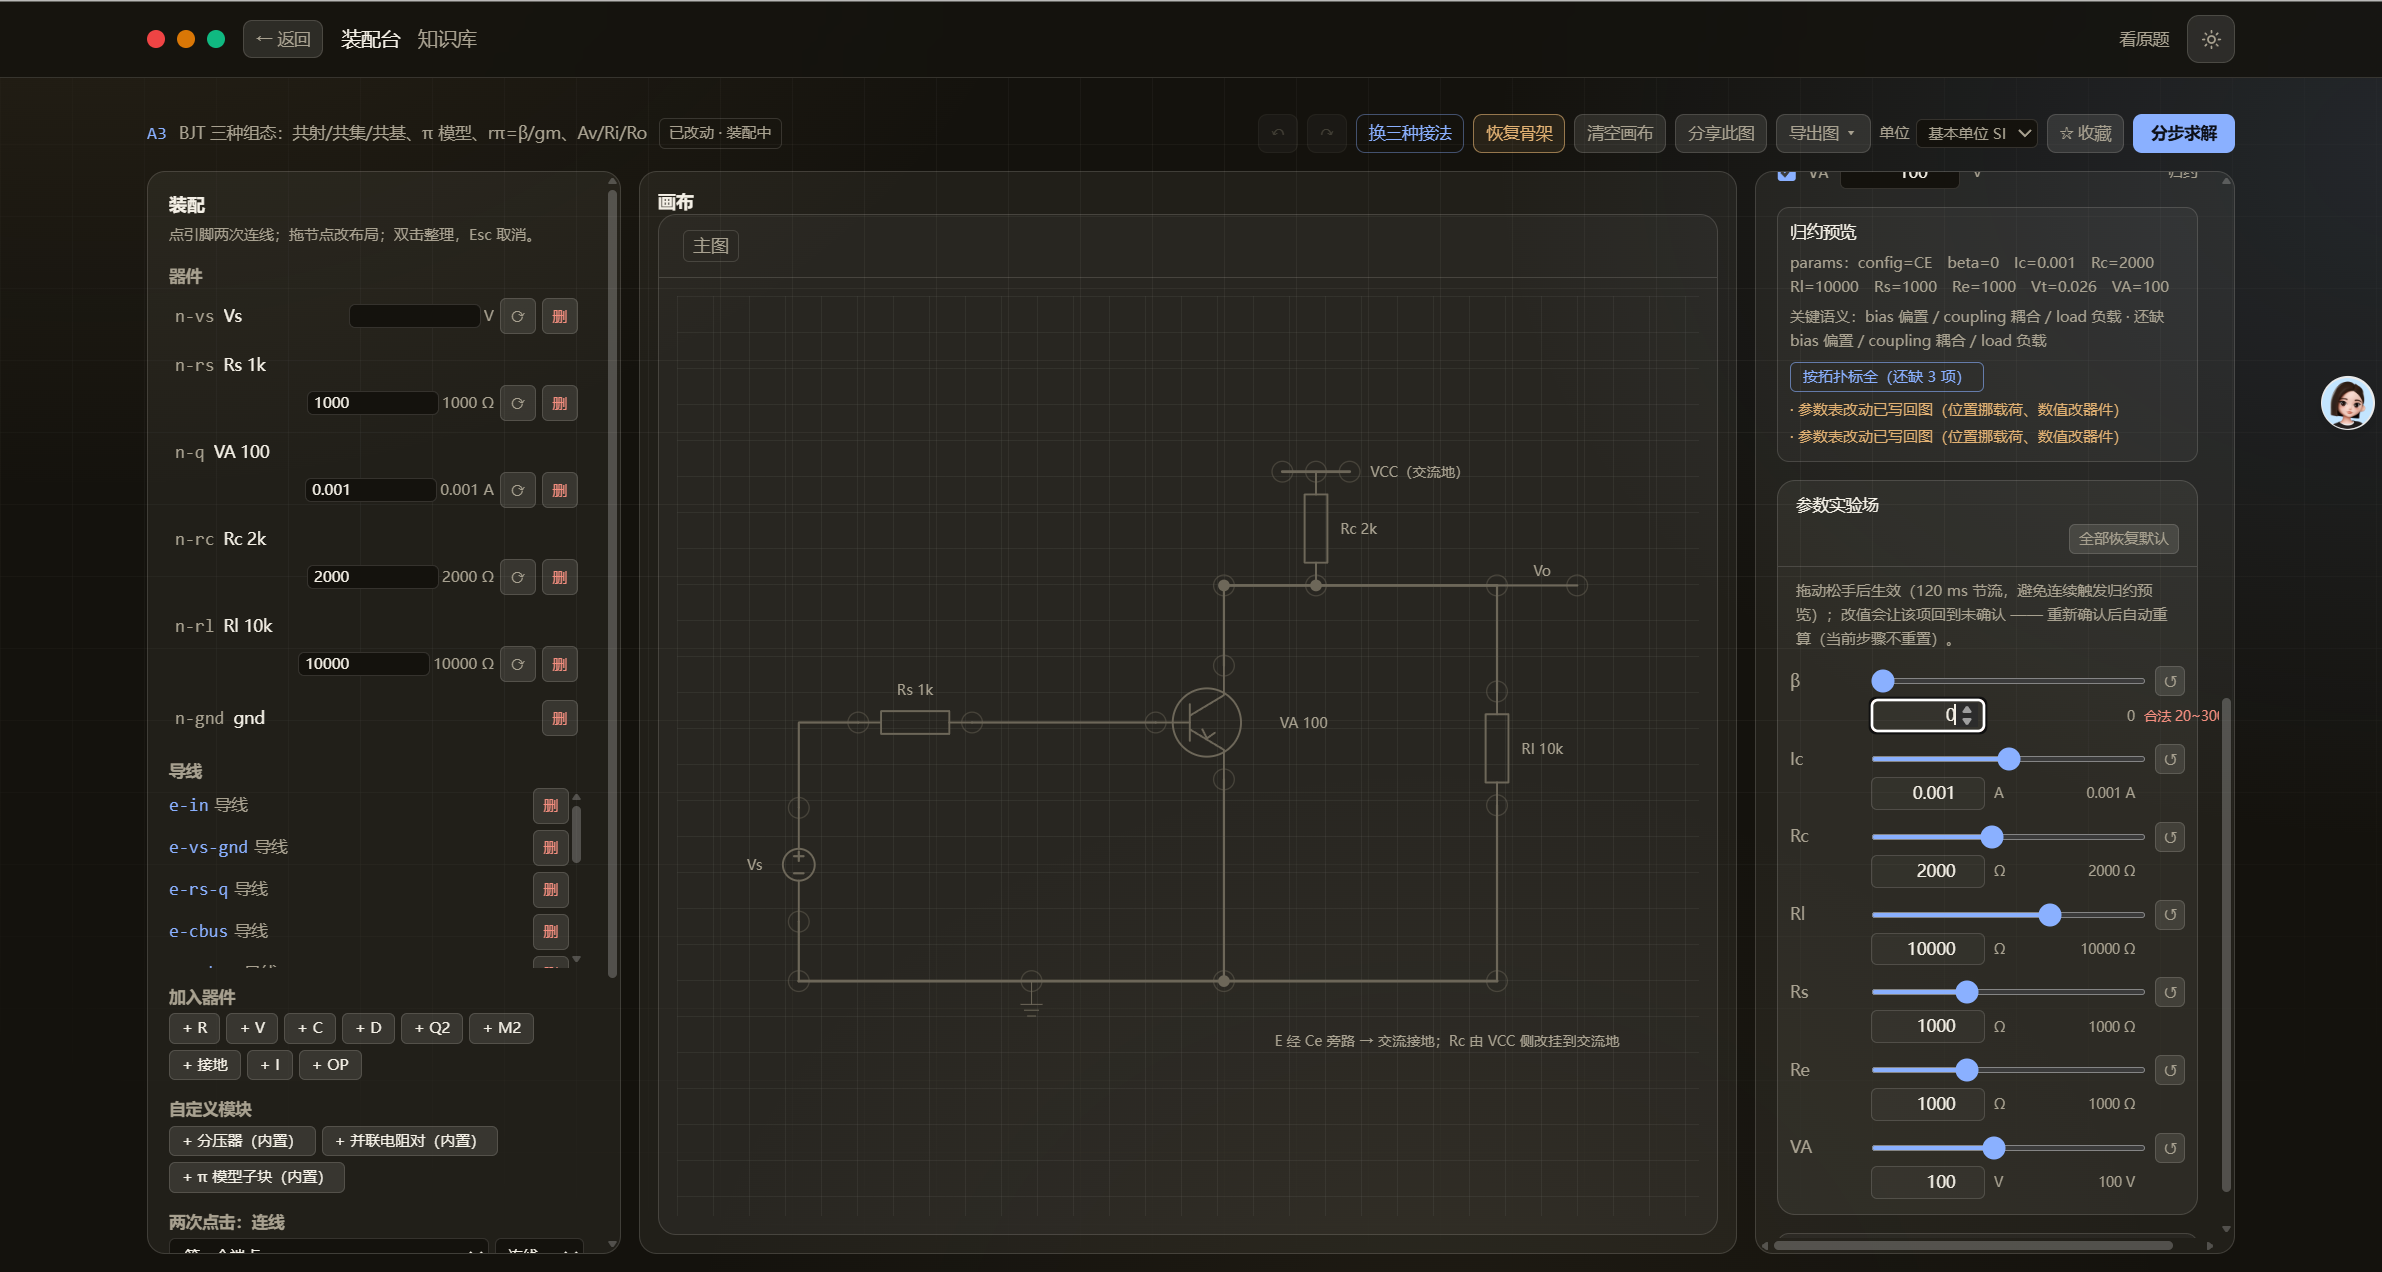 ← 返回 装配台 知识库 看原题
A3 BJT 三种组态：共射/共集/共基、π 模型、rπ=β/gm、Av/Ri/Ro 已改动 · 装配中 换三种接法 恢复骨架 清空画布 分享此图 导出图 单位 基本单位 SI ☆ 收藏 分步求解
装配
点引脚两次连线；拖节点改布局；双击整理，Esc 取消。
器件
n-vs Vs V 删
n-rs Rs 1k
1000 1000 Ω 删
n-q VA 100
0.001 0.001 A 删
n-rc Rc 2k
2000 2000 Ω 删
n-rl Rl 10k
10000 10000 Ω 删
n-gnd gnd 删
导线
e-in 导线 删
e-vs-gnd 导线 删
e-rs-q 导线 删
e-cbus 导线 删
加入器件
+ R + V + C + D + Q2 + M2
+ 接地 + I + OP
自定义模块
+ 分压器（内置） + 并联电阻对（内置）
+ π 模型子块（内置）
两次点击：连线
画布
主图
VCC（交流地）
Rc 2k
Vo
Rs 1k
VA 100
Rl 10k
Vs
E 经 Ce 旁路 → 交流接地；Rc 由 VCC 侧改挂到交流地
VA 100 V 归约
归约预览
params：config=CE beta=0 Ic=0.001 Rc=2000
Rl=10000 Rs=1000 Re=1000 Vt=0.026 VA=100
关键语义：bias 偏置 / coupling 耦合 / load 负载 · 还缺
bias 偏置 / coupling 耦合 / load 负载
按拓扑标全（还缺 3 项）
· 参数表改动已写回图（位置挪载荷、数值改器件）
· 参数表改动已写回图（位置挪载荷、数值改器件）
参数实验场
全部恢复默认
拖动松手后生效（120 ms 节流，避免连续触发归约预
览）；改值会让该项回到未确认 —— 重新确认后自动重
算（当前步骤不重置）。
β
0 0 合法 20~300
Ic
0.001 A 0.001 A
Rc
2000 Ω 2000 Ω
Rl
10000 Ω 10000 Ω
Rs
1000 Ω 1000 Ω
Re
1000 Ω 1000 Ω
VA
100 V 100 V